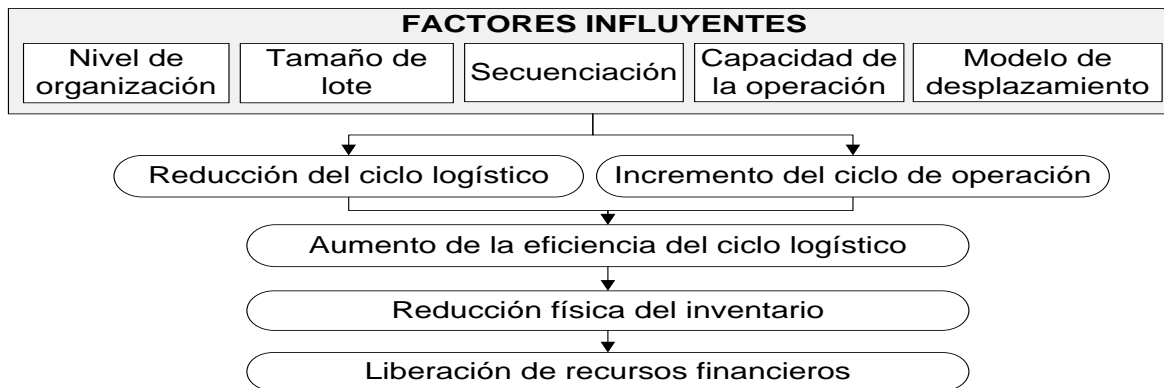 FACTORES INFLUYENTES
Nivel de
organización
Tamaño de
lote
Secuenciación
Capacidad de
la operación
Modelo de
desplazamiento
Reducción del ciclo logístico
Incremento del ciclo de operación
Aumento de la eficiencia del ciclo logístico
Reducción física del inventario
Liberación de recursos financieros